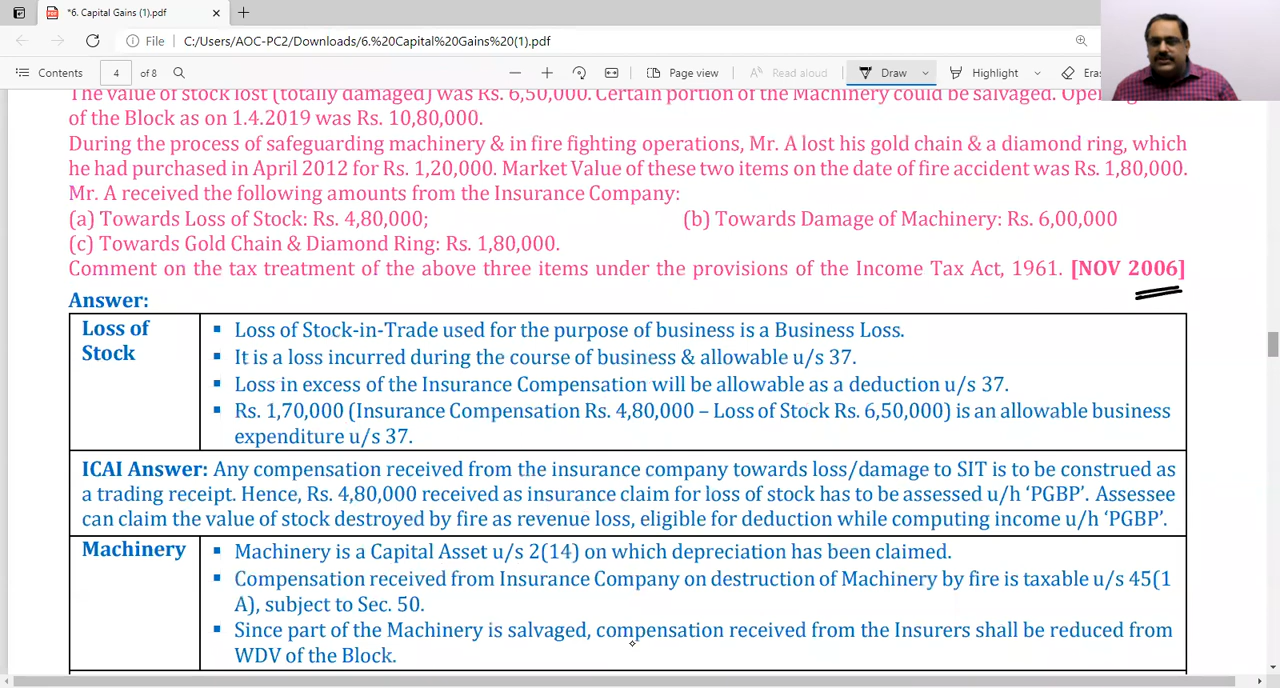 *6. Capital Gains (1).pdf
File C:/Users/AOC-PC2/Downloads/6.%20Capital%20Gains%20(1).pdf
Contents 4 of 8 Page view Read aloud Draw Highlight
The value of stock lost (totally damaged) was Rs. 6,50,000. Certain portion of the Machinery could be salvaged.
of the Block as on 1.4.2019 was Rs. 10,80,000.
During the process of safeguarding machinery & in fire fighting operations, Mr. A lost his gold chain & a diamond ring, which
he had purchased in April 2012 for Rs. 1,20,000. Market Value of these two items on the date of fire accident was Rs. 1,80,000.
Mr. A received the following amounts from the Insurance Company:
(a) Towards Loss of Stock: Rs. 4,80,000; (b) Towards Damage of Machinery: Rs. 6,00,000
(c) Towards Gold Chain & Diamond Ring: Rs. 1,80,000.
Comment on the tax treatment of the above three items under the provisions of the Income Tax Act, 1961. [NOV 2006]
Answer:
Loss of
Stock
▪ Loss of Stock-in-Trade used for the purpose of business is a Business Loss.
▪ It is a loss incurred during the course of business & allowable u/s 37.
▪ Loss in excess of the Insurance Compensation will be allowable as a deduction u/s 37.
▪ Rs. 1,70,000 (Insurance Compensation Rs. 4,80,000 – Loss of Stock Rs. 6,50,000) is an allowable business
expenditure u/s 37.
ICAI Answer: Any compensation received from the insurance company towards loss/damage to SIT is to be construed as
a trading receipt. Hence, Rs. 4,80,000 received as insurance claim for loss of stock has to be assessed u/h ‘PGBP’. Assessee
can claim the value of stock destroyed by fire as revenue loss, eligible for deduction while computing income u/h ‘PGBP’.
Machinery
▪ Machinery is a Capital Asset u/s 2(14) on which depreciation has been claimed.
▪ Compensation received from Insurance Company on destruction of Machinery by fire is taxable u/s 45(1
A), subject to Sec. 50.
▪ Since part of the Machinery is salvaged, compensation received from the Insurers shall be reduced from
WDV of the Block.